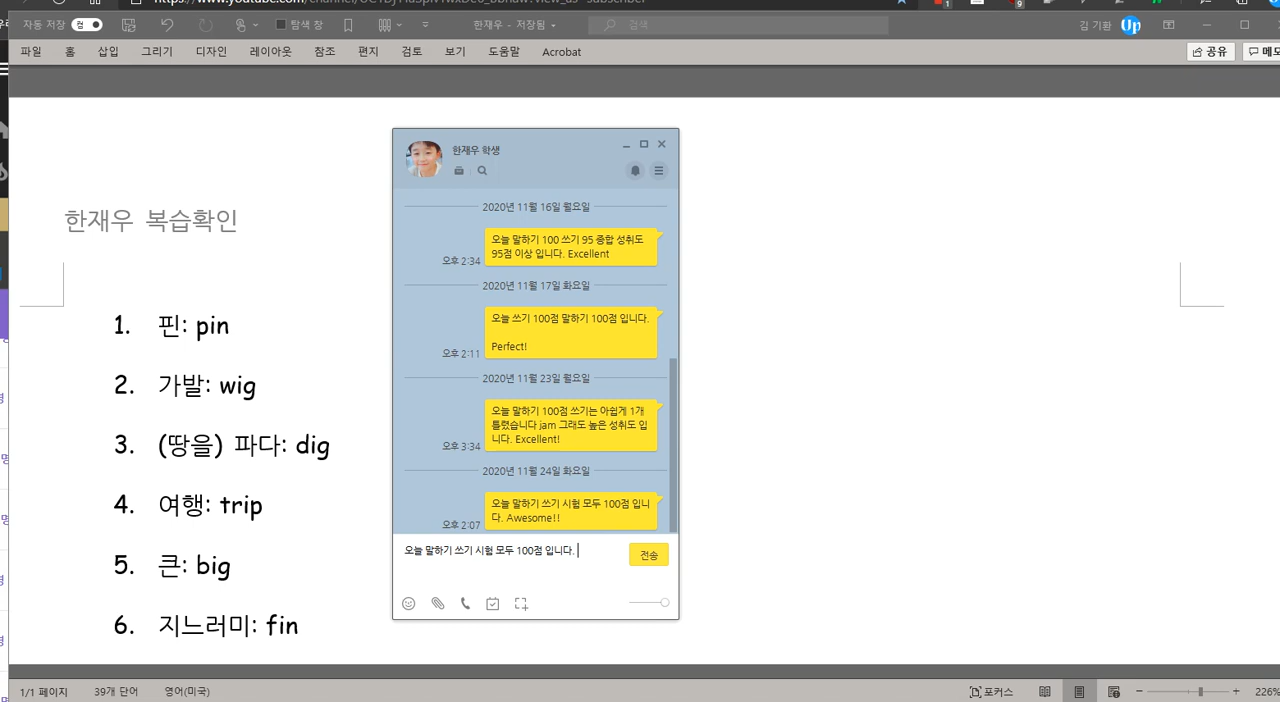 자동 저장 켬 탐색 창 한재우 - 저장됨 검색 김 기환 Up
파일 홈 삽입 그리기 디자인 레이아웃 참조 편지 검토 보기 도움말 Acrobat 공유 메모
한재우 복습확인
1. 핀: pin
2. 가발: wig
3. (땅을) 파다: dig
4. 여행: trip
5. 큰: big
6. 지느러미: fin
한재우 학생
2020년 11월 16일 월요일
오늘 말하기 100 쓰기 95 종합 성취도
95점 이상 입니다. Excellent
오후 2:34
2020년 11월 17일 화요일
오늘 쓰기 100점 말하기 100점 입니다.
Perfect!
오후 2:11
2020년 11월 23일 월요일
오늘 말하기 100점 쓰기는 아쉽게 1개
틀렸습니다 jam 그래도 높은 성취도 입
니다. Excellent!
오후 3:34
2020년 11월 24일 화요일
오늘 말하기 쓰기 시험 모두 100점 입니
다. Awesome!!
오후 2:07
오늘 말하기 쓰기 시험 모두 100점 입니다.
전송
1/1 페이지 39개 단어 영어(미국) 포커스 226%